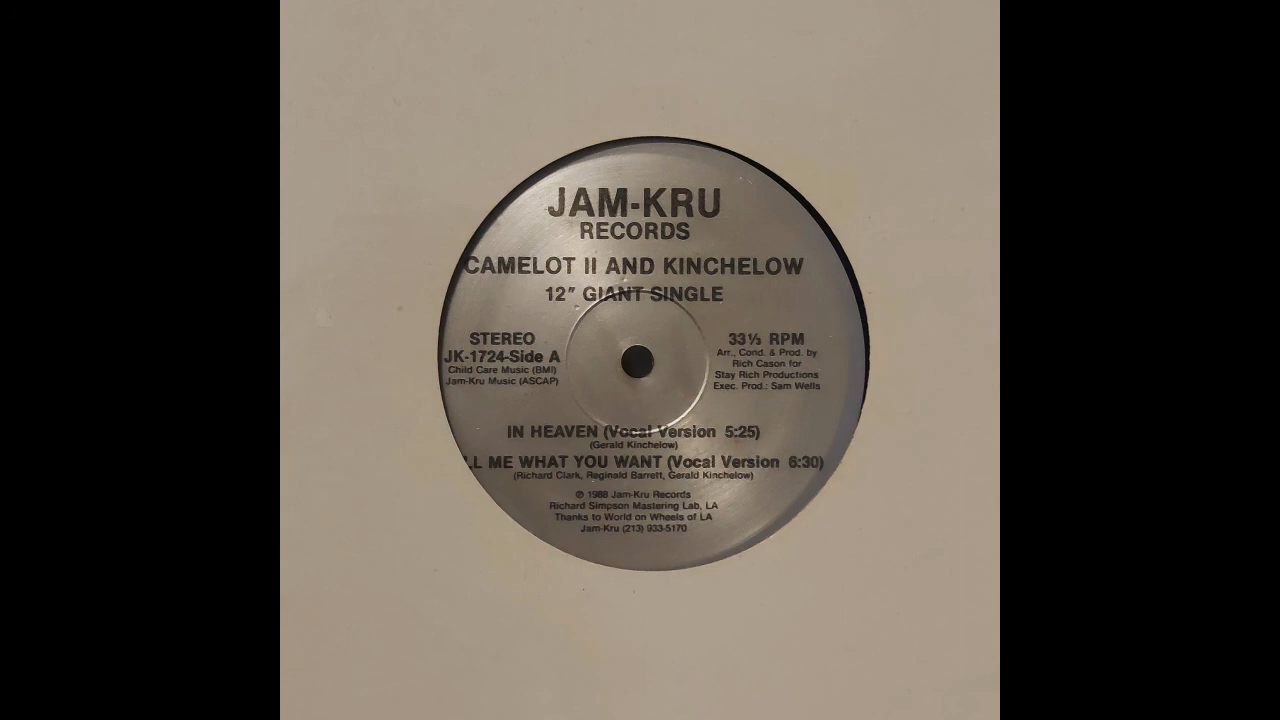 JAM-KRU
RECORDS
CAMELOT II AND KINCHELOW
12" GIANT SINGLE
STEREO
JK-1724-Side A
Child Care Music (BMI)
Jam-Kru Music (ASCAP)
33⅓ RPM
Arr., Cond. & Prod. by
Rich Cason for
Stay Rich Productions
Exec. Prod.: Sam Wells
IN HEAVEN (Vocal Version 5:25)
(Gerald Kinchelow)
LL ME WHAT YOU WANT (Vocal Version 6:30)
(Richard Clark, Reginald Barrett, Gerald Kinchelow)
℗ 1988 Jam-Kru Records
Richard Simpson Mastering Lab, LA
Thanks to World on Wheels of LA
Jam-Kru (213) 933-5170